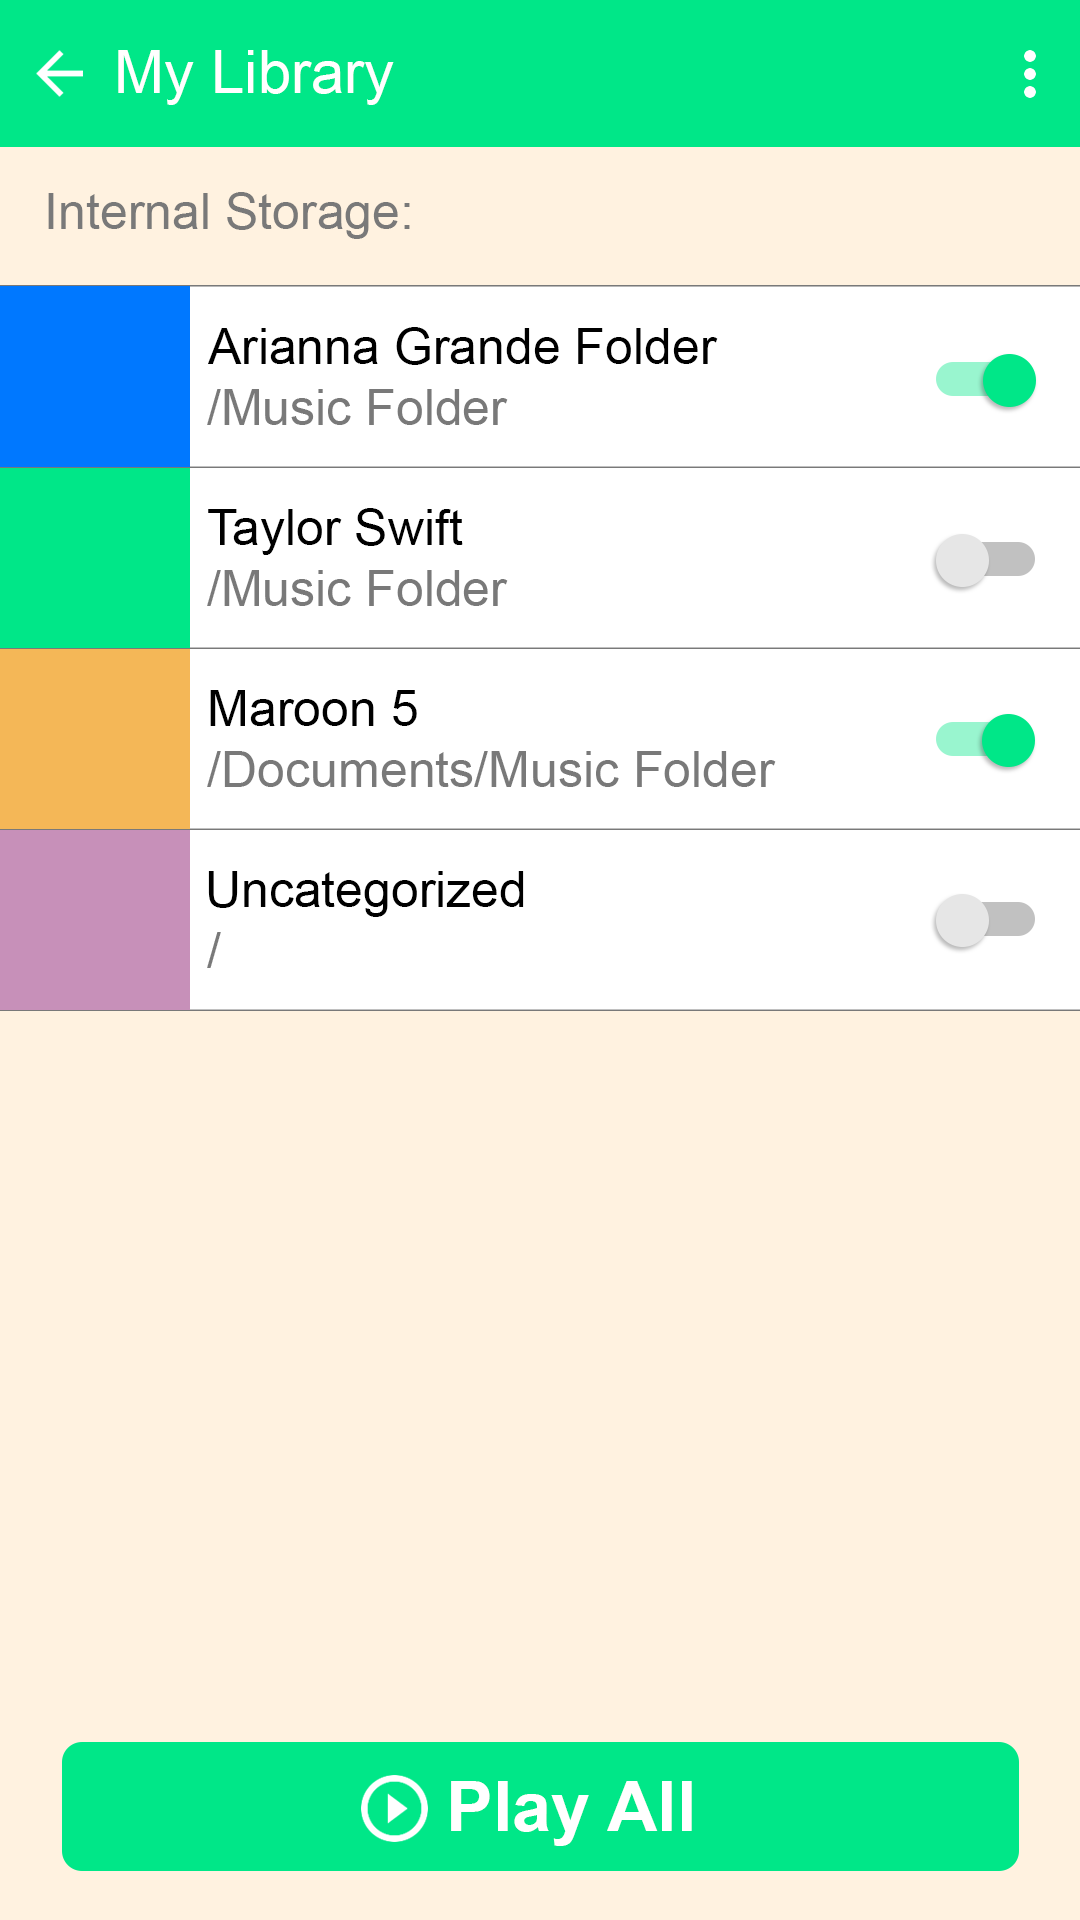 My Library
Internal Storage:
Arianna Grande Folder
/Music Folder
Taylor Swift
/Music Folder
Maroon 5
/Documents/Music Folder
Uncategorized
/
Play All